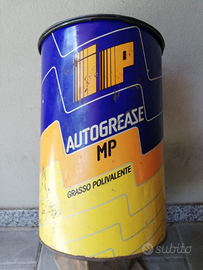 IP
AUTOGREASE
MP
GRASSO POLIVALENTE
subito